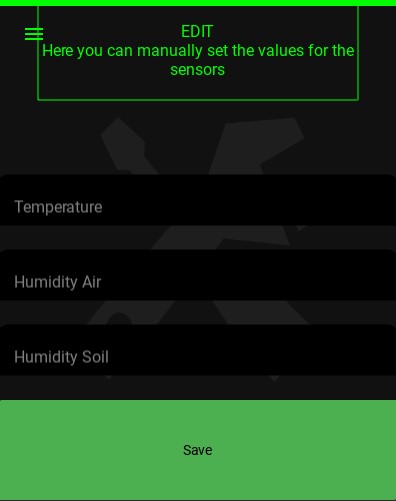 EDIT
Here you can manually set the values for the
sensors
Temperature
Humidity Air
Humidity Soil
Save